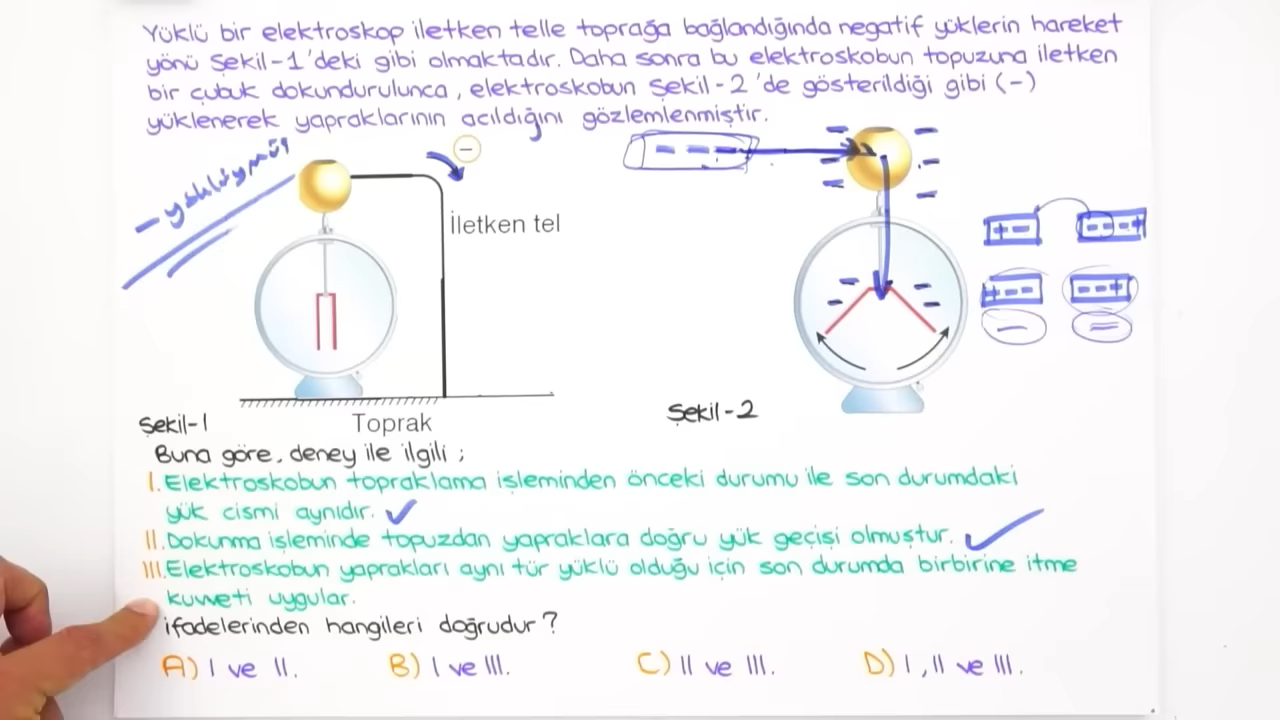 Yüklü bir elektroskop iletken telle toprağa bağlandığında negatif yüklerin hareket
yönü Şekil-1'deki gibi olmaktadır. Daha sonra bu elektroskobun topuzuna iletken
bir çubuk dokundurulunca, elektroskobun Şekil-2'de gösterildiği gibi (-)
yüklenerek yapraklarının açıldığını gözlemlenmiştir.
- yüklüymüş
İletken tel
Şekil-1
Toprak
Şekil-2
Buna göre, deney ile ilgili;
I. Elektroskobun topraklama işleminden önceki durumu ile son durumdaki
yük cismi aynıdır.
II. Dokunma işleminde topuzdan yapraklara doğru yük geçişi olmuştur.
III. Elektroskobun yaprakları aynı tür yüklü olduğu için son durumda birbirine itme
kuvveti uygular.
ifadelerinden hangileri doğrudur?
A) I ve II. B) I ve III. C) II ve III. D) I, II ve III.